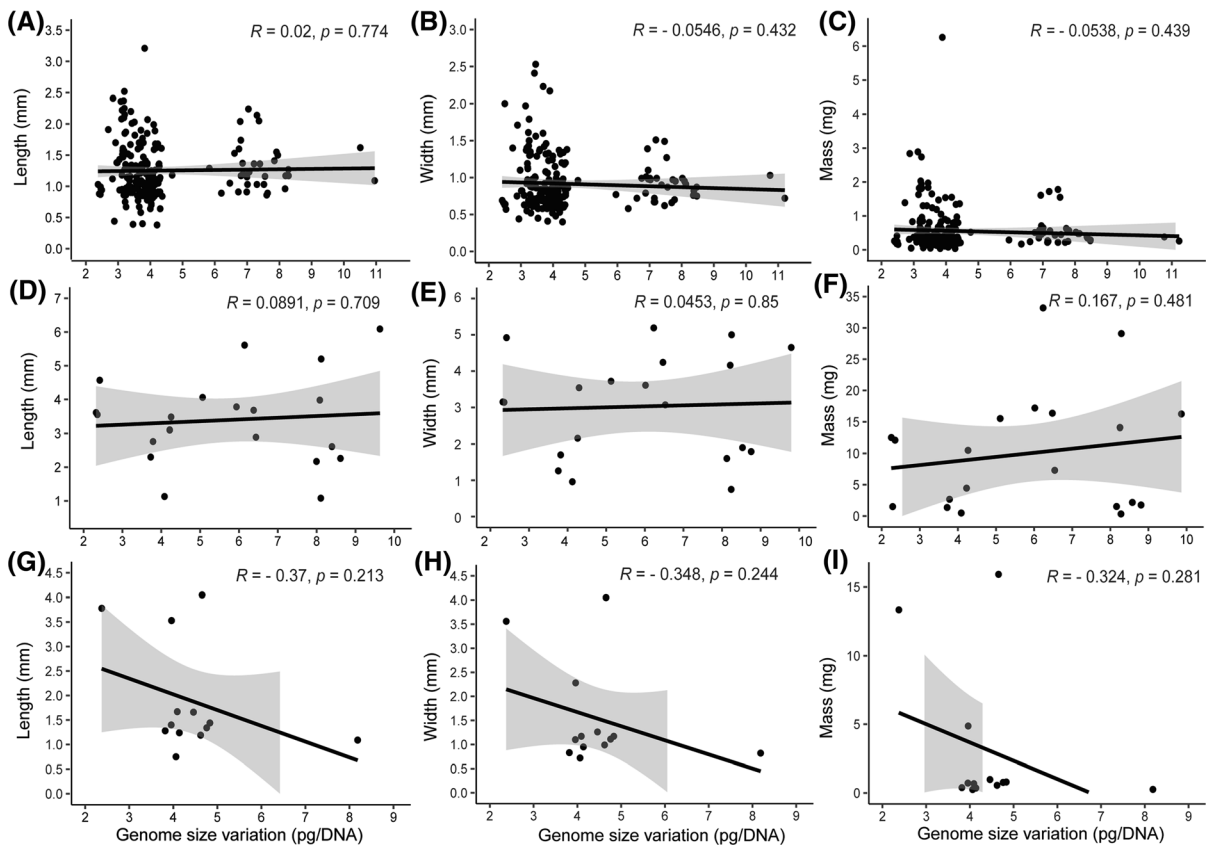 (A)
R = 0.02, p = 0.774
Length (mm)
3.5
3.0
2.5
2.0
1.5
1.0
0.5
0.0
2 3 4 5 6 7 8 9 10 11
(B)
R = - 0.0546, p = 0.432
Width (mm)
3.0
2.5
2.0
1.5
1.0
0.5
0.0
2 3 4 5 6 7 8 9 10 11
(C)
R = - 0.0538, p = 0.439
Mass (mg)
6
5
4
3
2
1
0
2 3 4 5 6 7 8 9 10 11
(D)
R = 0.0891, p = 0.709
Length (mm)
7
6
5
4
3
2
1
2 3 4 5 6 7 8 9 10
(E)
R = 0.0453, p = 0.85
Width (mm)
6
5
4
3
2
1
0
2 3 4 5 6 7 8 9 10
(F)
R = 0.167, p = 0.481
Mass (mg)
35
30
25
20
15
10
5
0
2 3 4 5 6 7 8 9 10
(G)
R = - 0.37, p = 0.213
Length (mm)
4.5
4.0
3.5
3.0
2.5
2.0
1.5
1.0
0.5
0.0
2 3 4 5 6 7 8 9
Genome size variation (pg/DNA)
(H)
R = - 0.348, p = 0.244
Width (mm)
4.5
4.0
3.5
3.0
2.5
2.0
1.5
1.0
0.5
0.0
2 3 4 5 6 7 8 9
Genome size variation (pg/DNA)
(I)
R = - 0.324, p = 0.281
Mass (mg)
15
10
5
0
2 3 4 5 6 7 8 9
Genome size variation (pg/DNA)